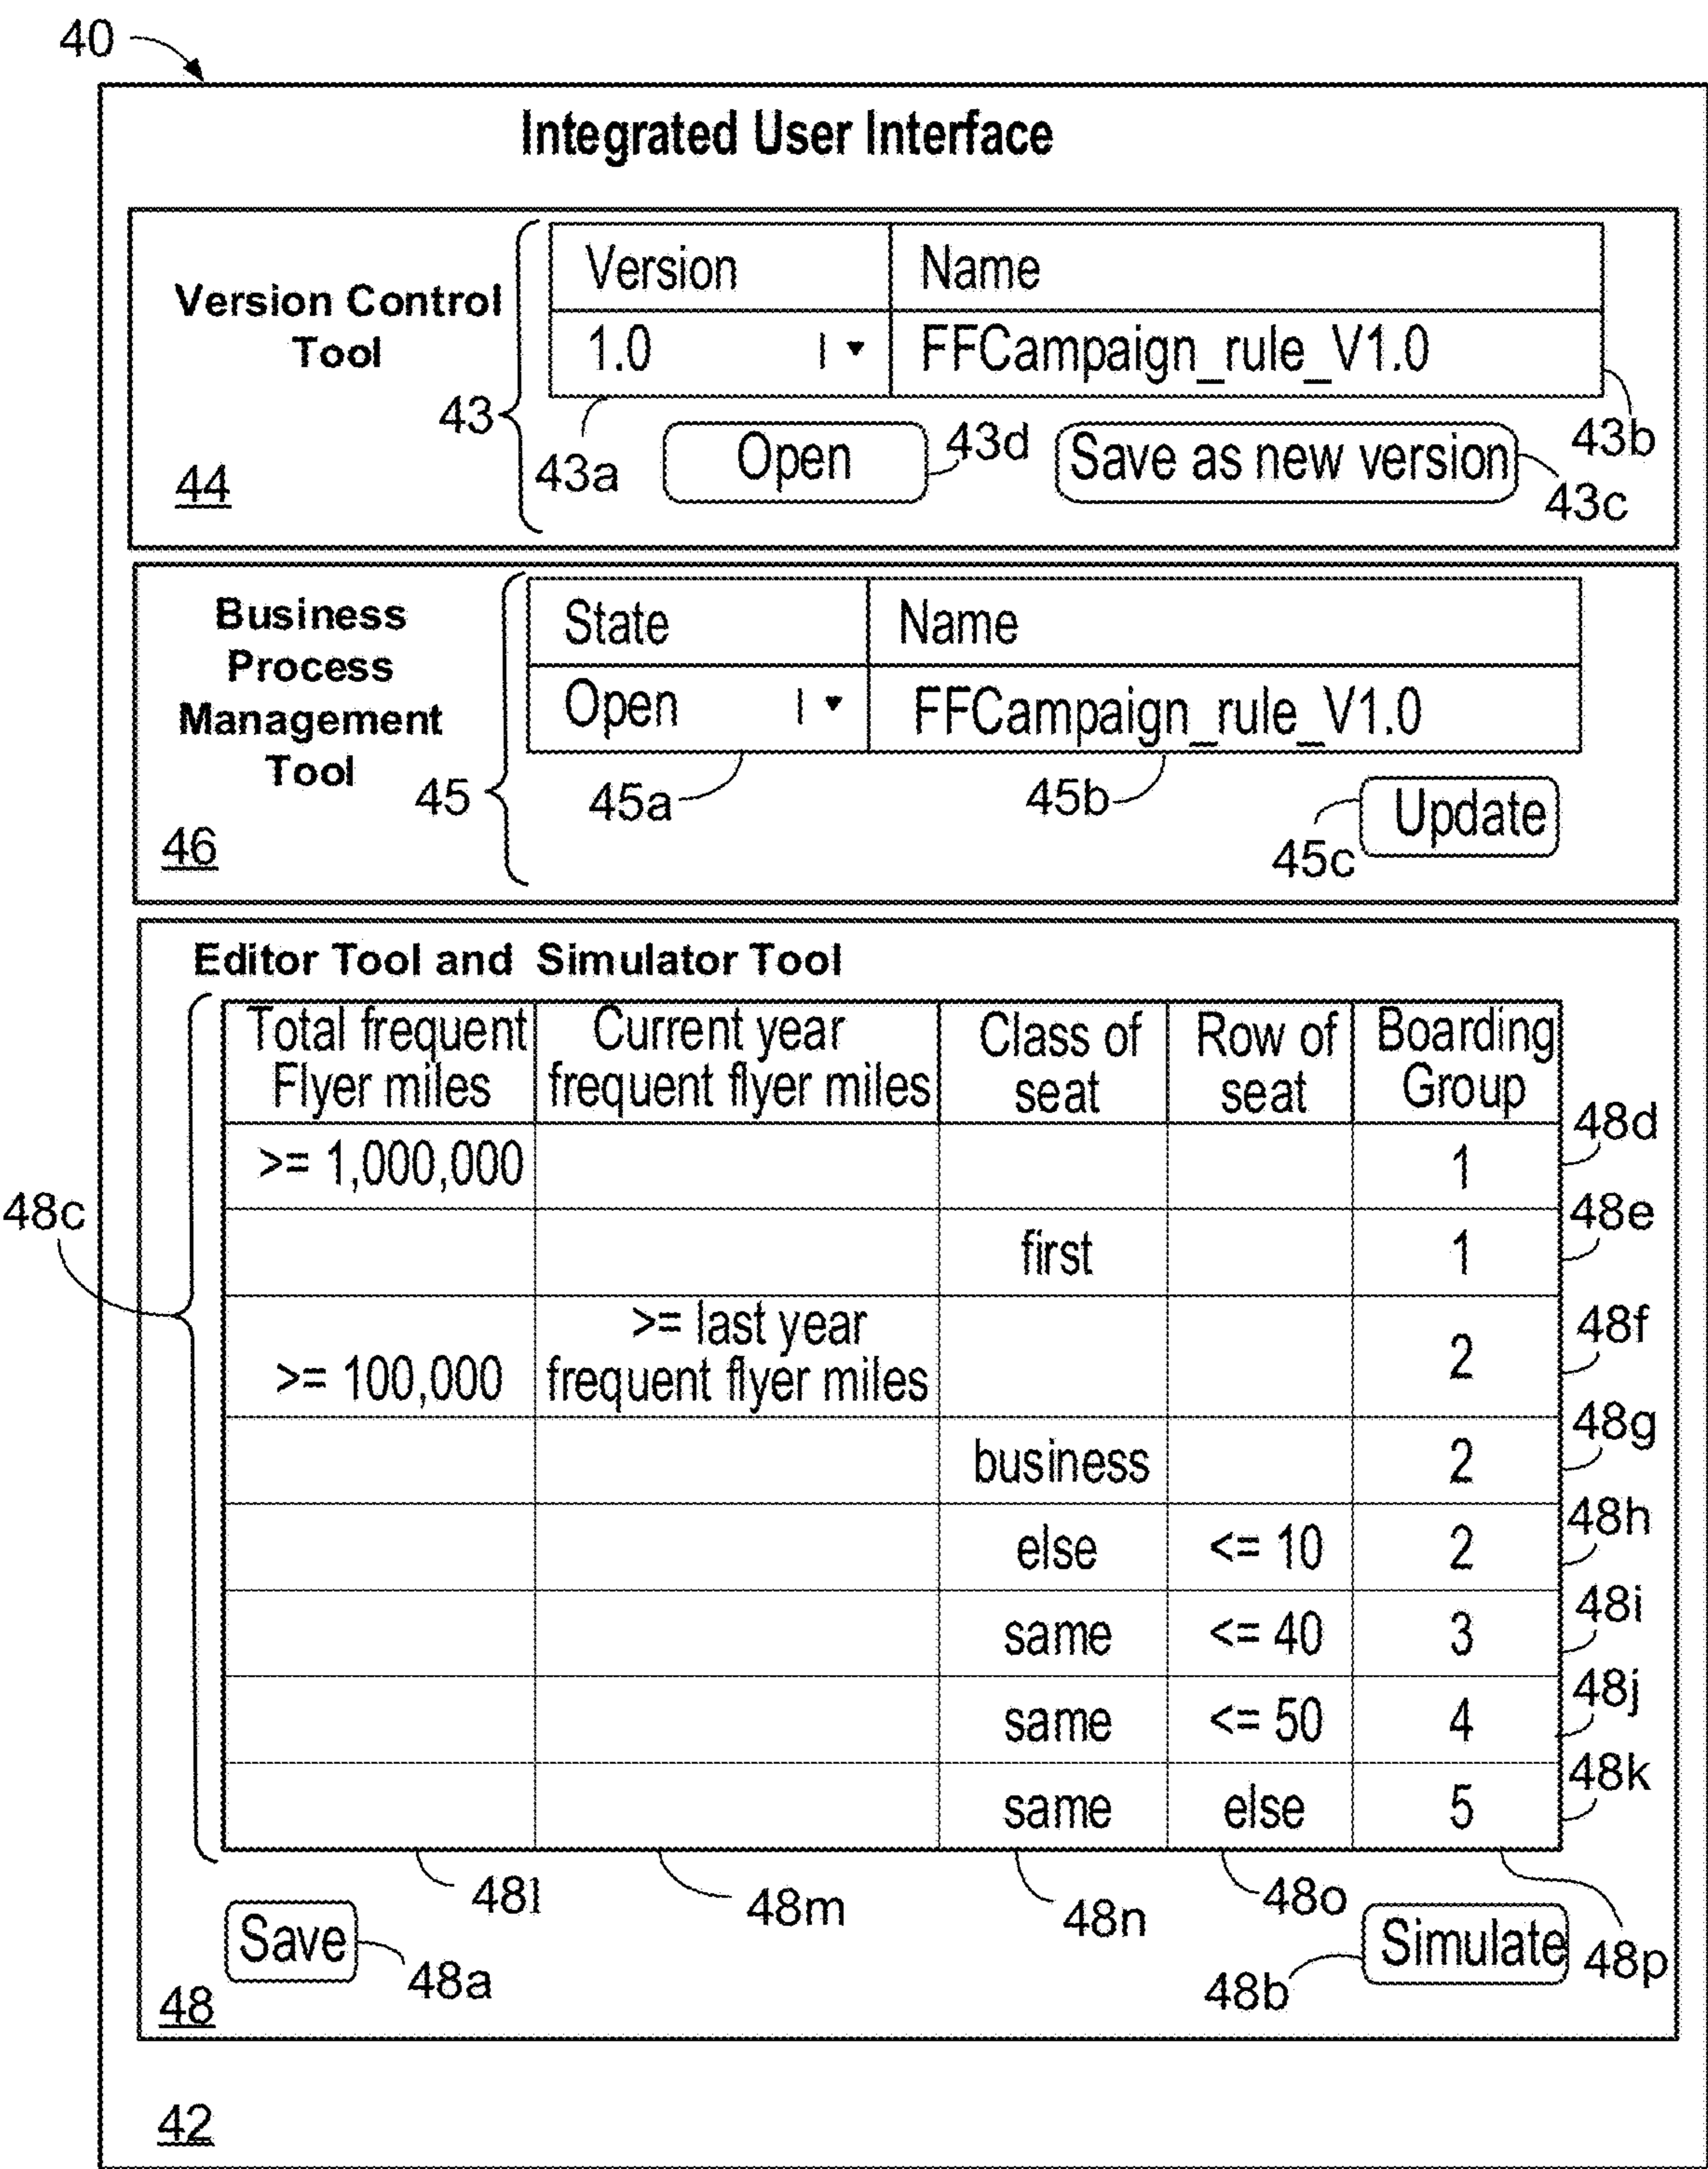 40
Integrated User Interface
Version Control
Tool
43
44
Version Name
1.0 FFCampaign_rule_V1.0
43a
Open
43d
Save as new version
43b
43c
Business
Process
Management
Tool
45
46
State Name
Open FFCampaign_rule_V1.0
45a
45b
45c
Update
Editor Tool and Simulator Tool
48c
Total frequent
Flyer miles
Current year
frequent flyer miles
Class of
seat
Row of
seat
Boarding
Group
>= 1,000,000 1 48d
first 1 48e
>= 100,000
>= last year
frequent flyer miles
2 48f
business 2 48g
else <= 10 2 48h
same <= 40 3 48i
same <= 50 4 48j
same else 5 48k
48l 48m 48n 48o 48p
Save
48a
48b
Simulate
48
42